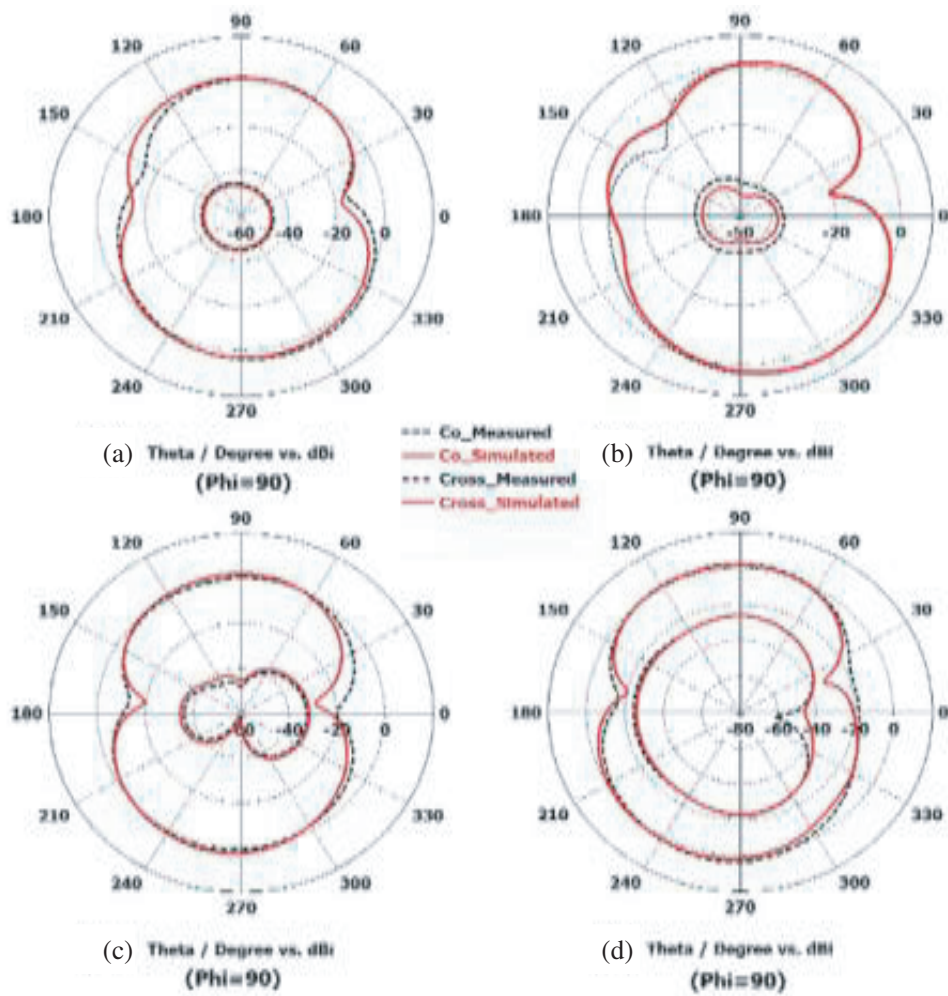 90 90
120 60 120 60
150 30 150 30
180 -60 -40 -20 0 0 180 -50 -20 0 0
210 330 210 330
240 300 240 300
270 270
(a) Theta / Degree vs. dBi (b) Theta / Degree vs. dBi
(Phi=90) (Phi=90)
Co_Measured
Co_Simulated
Cross_Measured
Cross_Simulated
90 90
120 60 120 60
150 30 150 30
180 -60 -40 -20 0 0 180 -80 -60 -40 -20 0 0
210 330 210 330
240 300 240 300
270 270
(c) Theta / Degree vs. dBi (d) Theta / Degree vs. dBi
(Phi=90) (Phi=90)